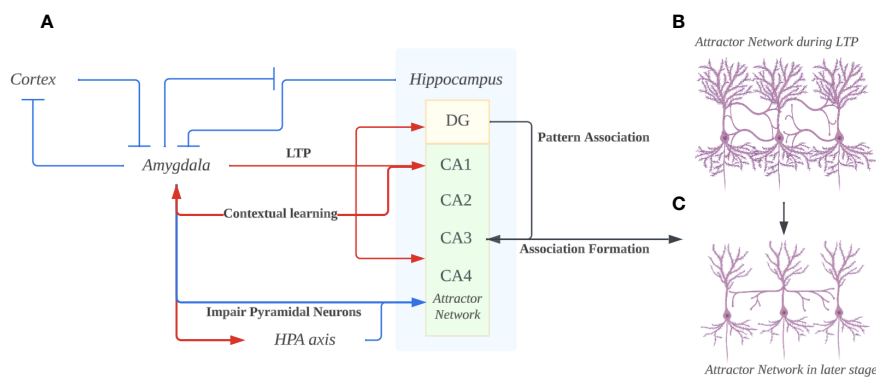 A
B
Attractor Network during LTP
Cortex
Hippocampus
DG
Pattern Association
LTP
Amygdala
CA1
CA2
Contextual learning
C
CA3
Association Formation
CA4
Attractor
Network
Impair Pyramidal Neurons
HPA axis
Attractor Network in later stage